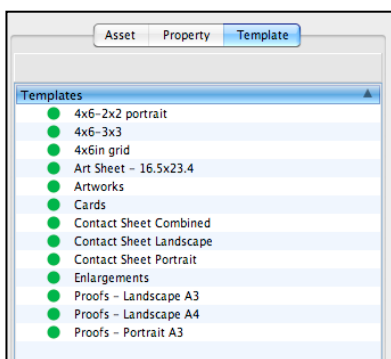 Asset Property Template
Templates
4x6-2x2 portrait
4x6-3x3
4x6in grid
Art Sheet - 16.5x23.4
Artworks
Cards
Contact Sheet Combined
Contact Sheet Landscape
Contact Sheet Portrait
Enlargements
Proofs - Landscape A3
Proofs - Landscape A4
Proofs - Portrait A3